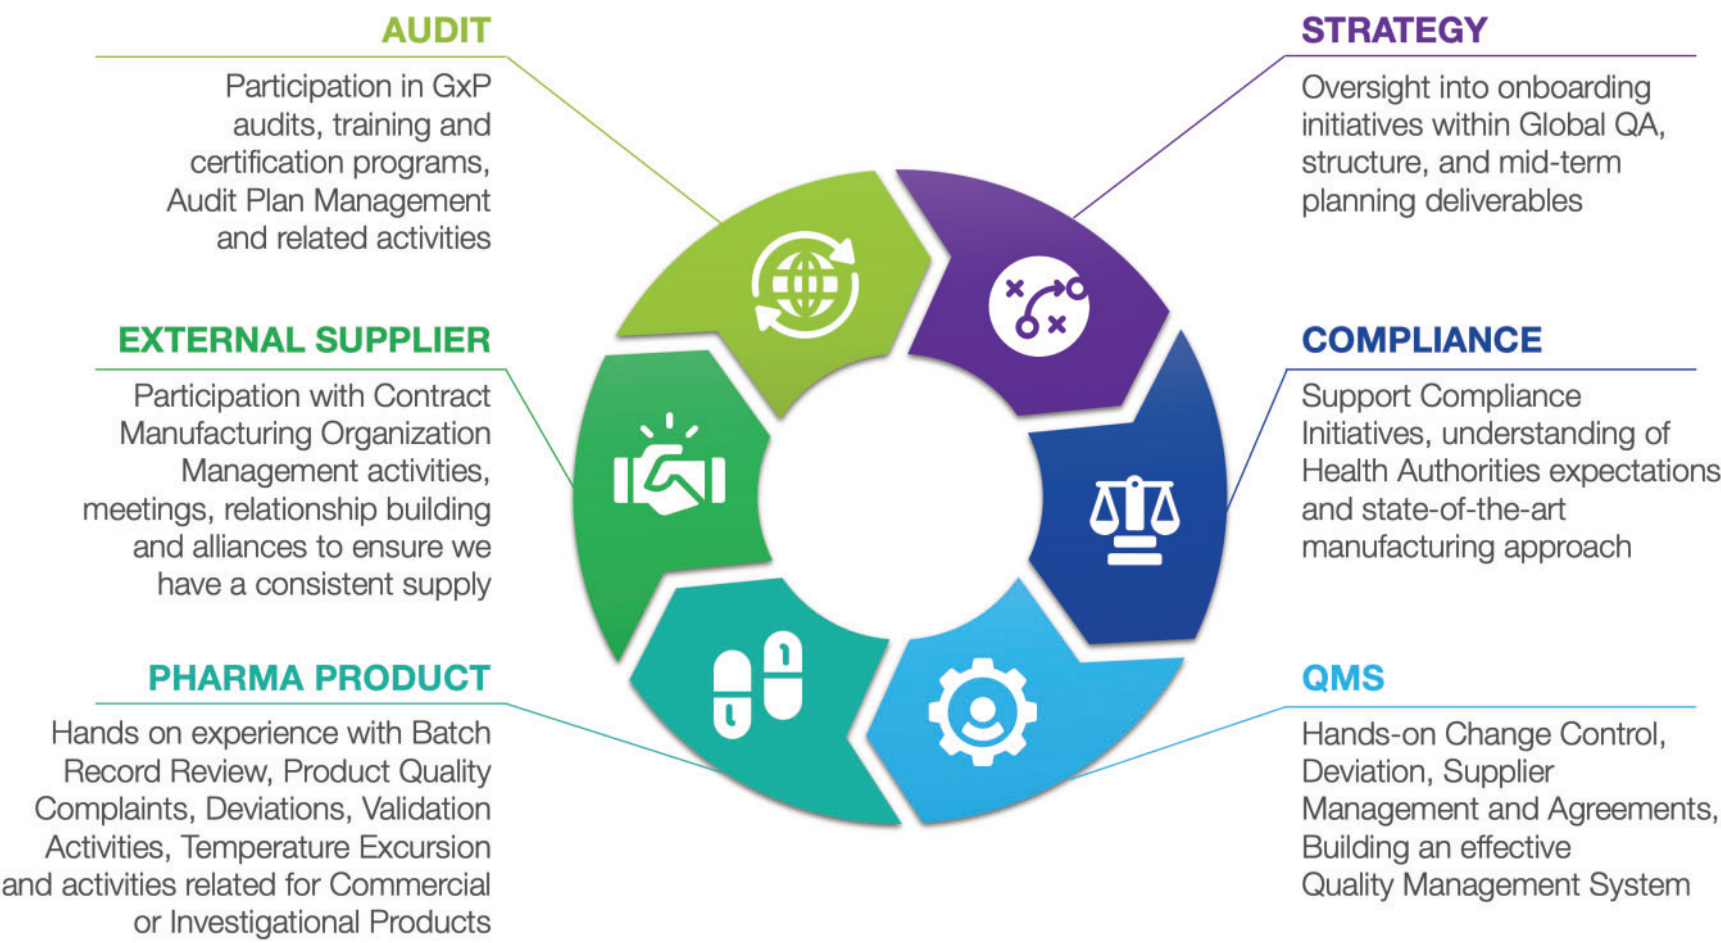 AUDIT
Participation in GxP
audits, training and
certification programs,
Audit Plan Management
and related activities
STRATEGY
Oversight into onboarding
initiatives within Global QA,
structure, and mid-term
planning deliverables
EXTERNAL SUPPLIER
Participation with Contract
Manufacturing Organization
Management activities,
meetings, relationship building
and alliances to ensure we
have a consistent supply
COMPLIANCE
Support Compliance
Initiatives, understanding of
Health Authorities expectations
and state-of-the-art
manufacturing approach
PHARMA PRODUCT
Hands on experience with Batch
Record Review, Product Quality
Complaints, Deviations, Validation
Activities, Temperature Excursion
and activities related for Commercial
or Investigational Products
QMS
Hands-on Change Control,
Deviation, Supplier
Management and Agreements,
Building an effective
Quality Management System